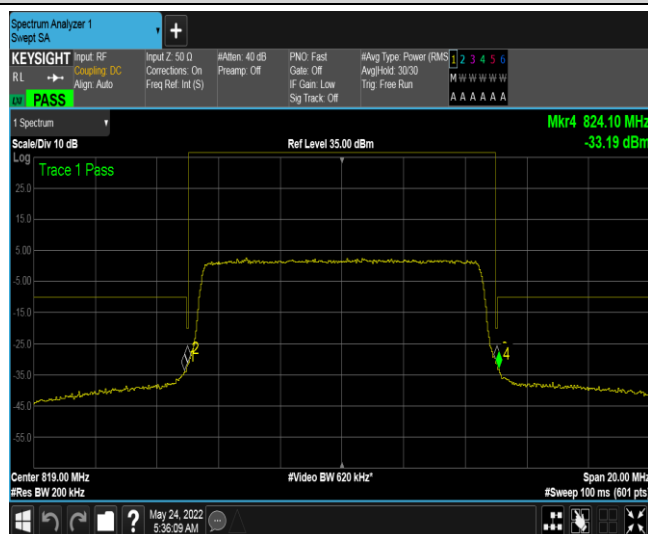 Spectrum Analyzer 1
Swept SA
KEYSIGHT
RL
PASS
Input: RF
Coupling: DC
Align: Auto
Input Z: 50 Ω
Corrections: On
Freq Ref: Int (S)
#Atten: 40 dB
Preamp: Off
PNO: Fast
Gate: Off
IF Gain: Low
Sig Track: Off
#Avg Type: Power (RMS
Avg|Hold: 30/30
Trig: Free Run
1 2 3 4 5 6
M W W W W W
A A A A A A
1 Spectrum
Scale/Div 10 dB
Ref Level 35.00 dBm
Mkr4 824.10 MHz
-33.19 dBm
Log
Trace 1 Pass
25.0
15.0
5.00
-5.00
-15.0
-25.0
-35.0
-45.0
-55.0
2
4
Center 819.00 MHz
#Video BW 620 kHz*
Span 20.00 MHz
#Res BW 200 kHz
#Sweep 100 ms (601 pts)
May 24, 2022
5:36:09 AM